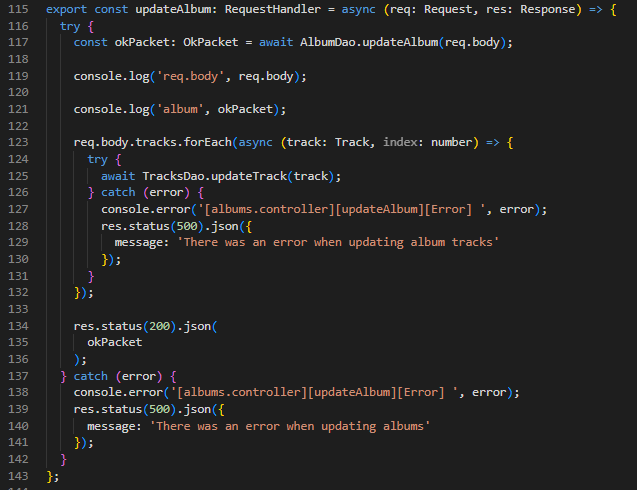 115 export const updateAlbum: RequestHandler = async (req: Request, res: Response) => {
116 try {
117 const okPacket: OkPacket = await AlbumDao.updateAlbum(req.body);
118
119 console.log('req.body', req.body);
120
121 console.log('album', okPacket);
122
123 req.body.tracks.forEach(async (track: Track, index: number) => {
124 try {
125 await TracksDao.updateTrack(track);
126 } catch (error) {
127 console.error('[albums.controller][updateAlbum][Error] ', error);
128 res.status(500).json({
129 message: 'There was an error when updating album tracks'
130 });
131 }
132 });
133
134 res.status(200).json(
135 okPacket
136 );
137 } catch (error) {
138 console.error('[albums.controller][updateAlbum][Error] ', error);
139 res.status(500).json({
140 message: 'There was an error when updating albums'
141 });
142 }
143 };